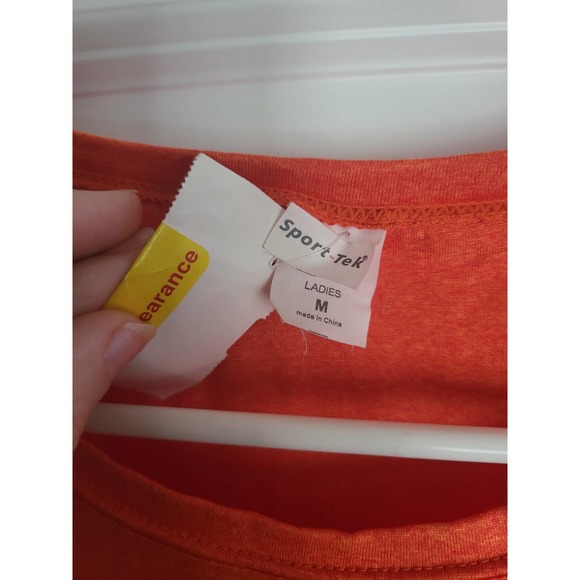 Sport-Tek®
LADIES
M
made in China
earance